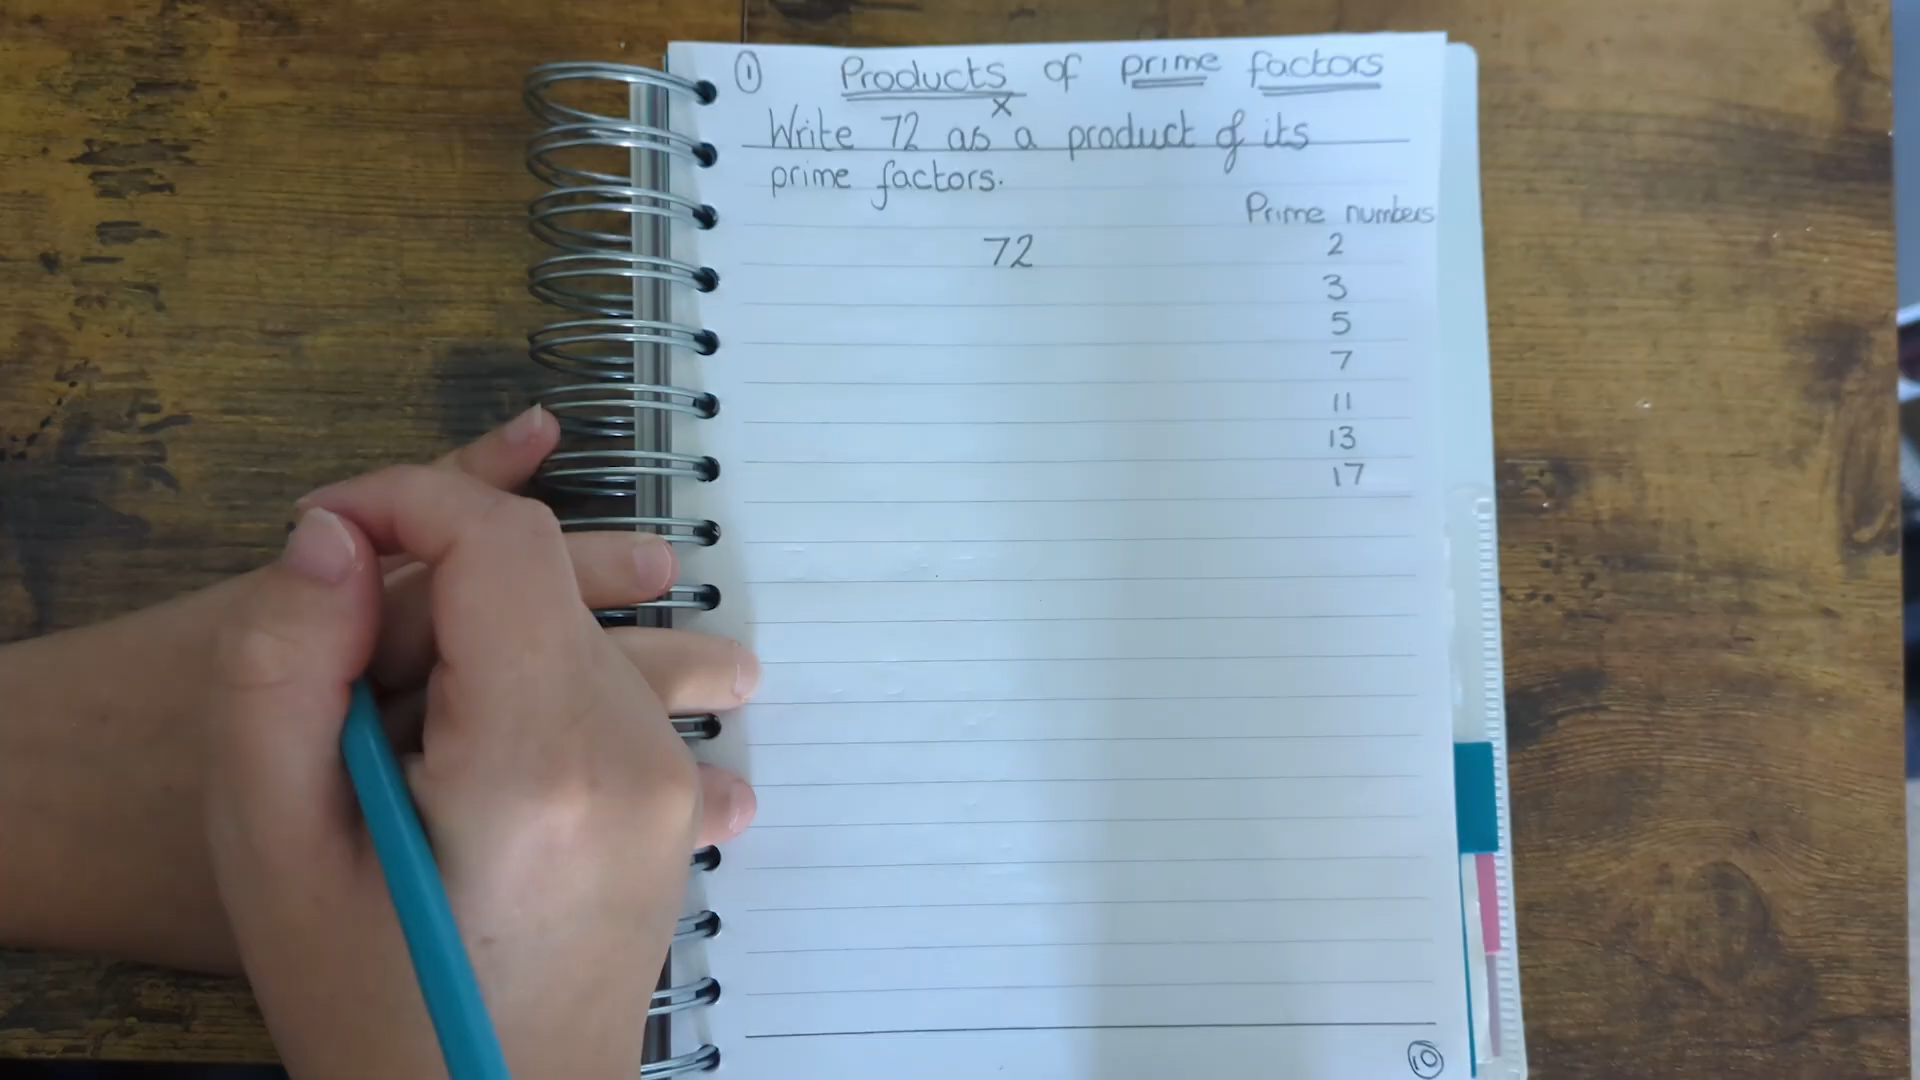 ① Products of prime factors
x
Write 72 as a product of its
prime factors.
Prime numbers
72
2
3
5
7
11
13
17
10